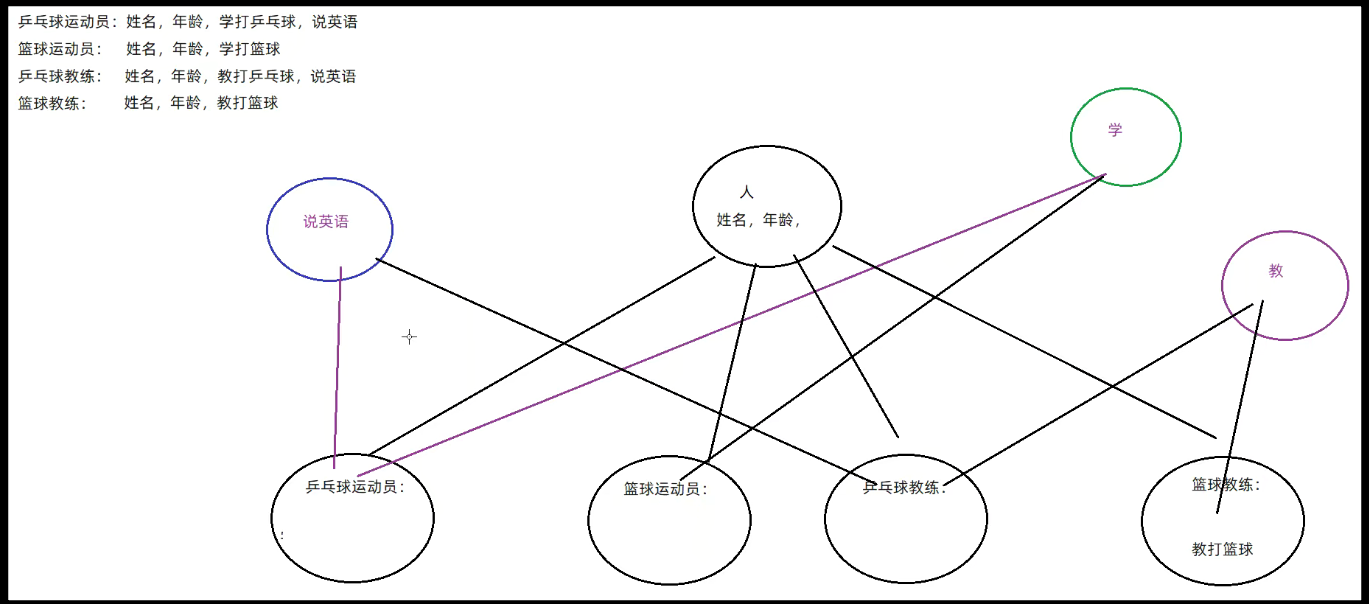 乒乓球运动员：姓名，年龄，学打乒乓球，说英语
篮球运动员：  姓名，年龄，学打篮球
乒乓球教练：  姓名，年龄，教打乒乓球，说英语
篮球教练：    姓名，年龄，教打篮球
学
人
姓名，年龄，
说英语
教
乒乓球运动员：
篮球运动员：
乒乓球教练：
篮球教练：
教打篮球